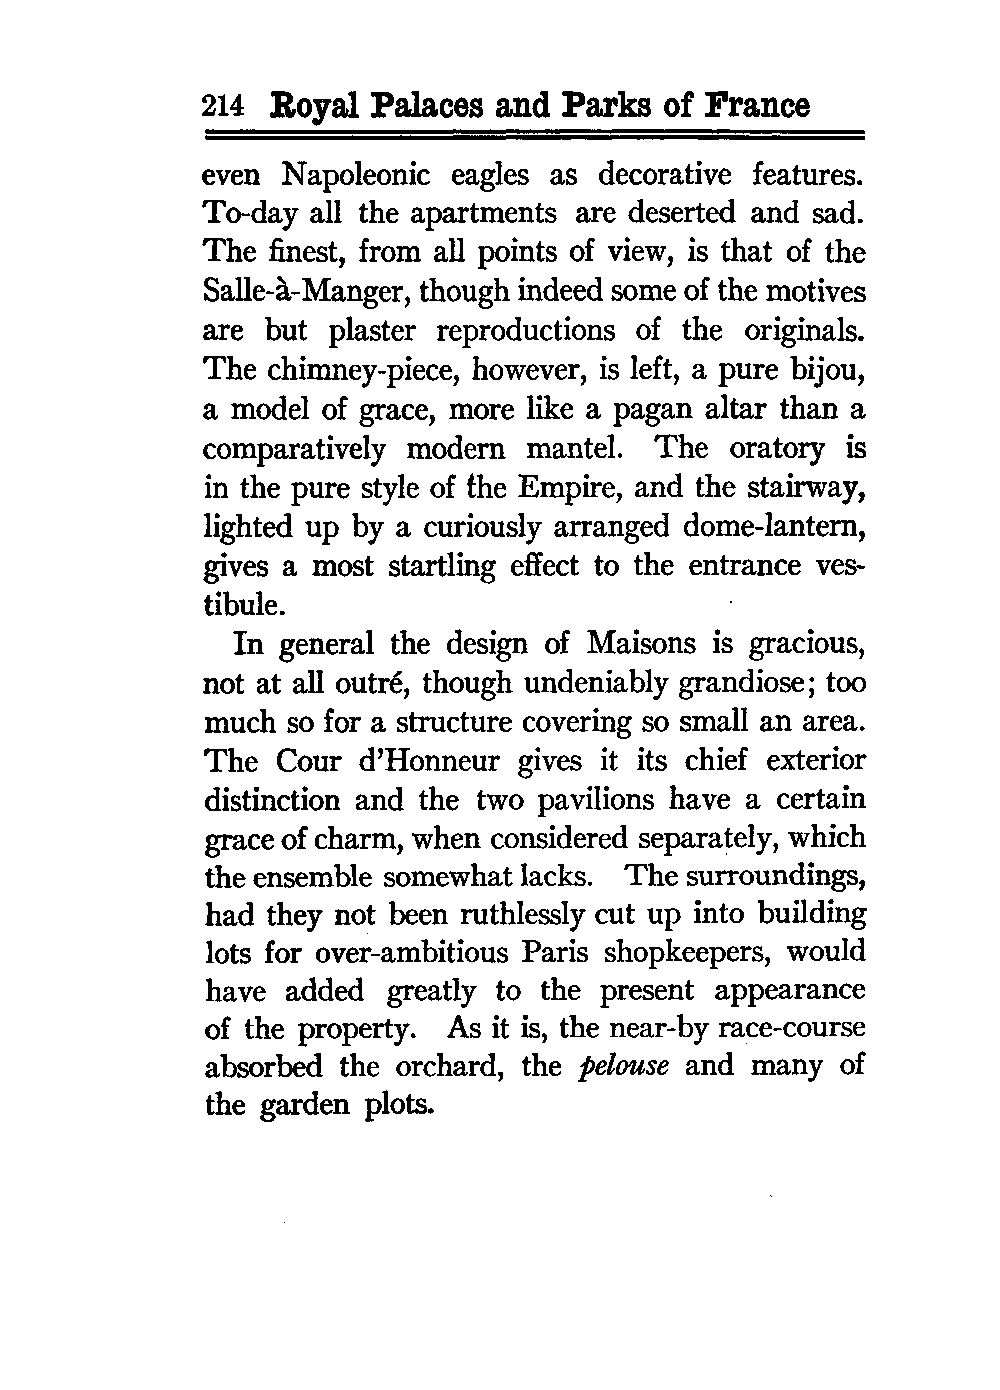 214 Royal Palaces and Parks of France
even Napoleonic eagles as decorative features.
To-day all the apartments are deserted and sad.
The finest, from all points of view, is that of the
Salle-à-Manger, though indeed some of the motives
are but plaster reproductions of the originals.
The chimney-piece, however, is left, a pure bijou,
a model of grace, more like a pagan altar than a
comparatively modern mantel. The oratory is
in the pure style of the Empire, and the stairway,
lighted up by a curiously arranged dome-lantern,
gives a most startling effect to the entrance ves-
tibule.
In general the design of Maisons is gracious,
not at all outré, though undeniably grandiose; too
much so for a structure covering so small an area.
The Cour d'Honneur gives it its chief exterior
distinction and the two pavilions have a certain
grace of charm, when considered separately, which
the ensemble somewhat lacks. The surroundings,
had they not been ruthlessly cut up into building
lots for over-ambitious Paris shopkeepers, would
have added greatly to the present appearance
of the property. As it is, the near-by race-course
absorbed the orchard, the pelouse and many of
the garden plots.